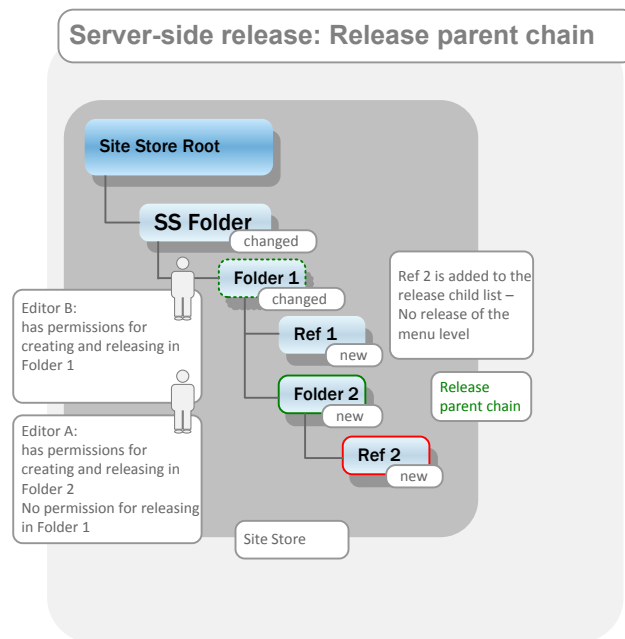 Server-side release: Release parent chain
Site Store Root
SS Folder
changed
Folder 1
changed
Ref 1
new
Folder 2
new
Ref 2
new
Ref 2 is added to the
release child list –
No release of the
menu level
Release
parent chain
Editor B:
has permissions for
creating and releasing in
Folder 1
Editor A:
has permissions for
creating and releasing in
Folder 2
No permission for releasing
in Folder 1
Site Store